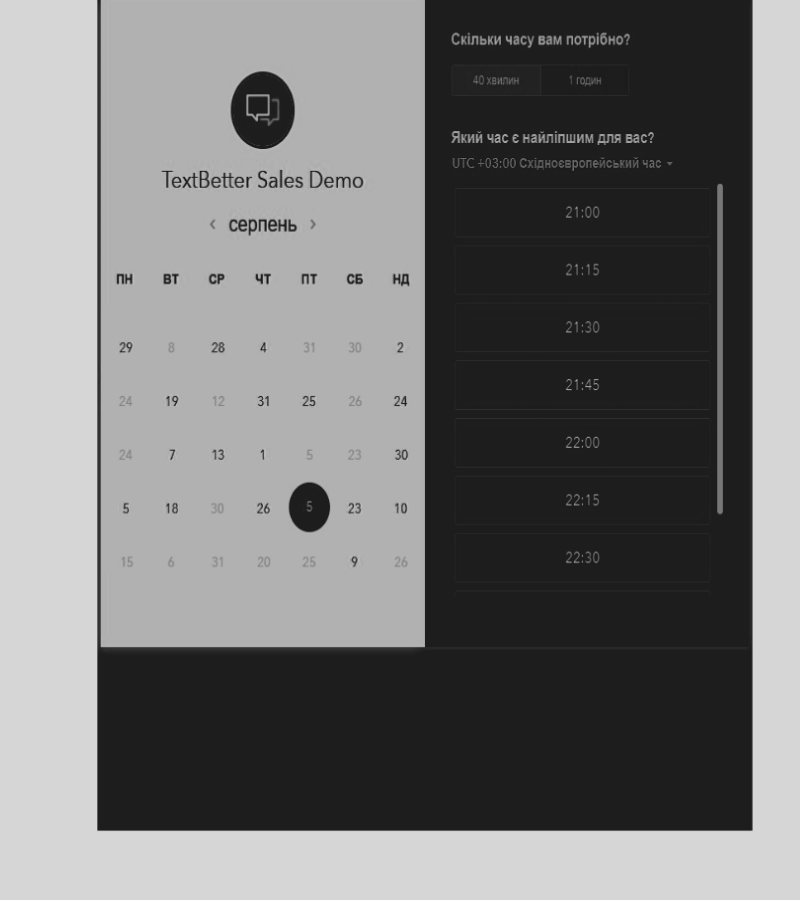 TextBetter Sales Demo
‹ серпень ›
ПН ВТ СР ЧТ ПТ СБ НД
29 8 28 4 31 30 2
24 19 12 31 25 26 24
24 7 13 1 5 23 30
5 18 30 26 5 23 10
15 6 31 20 25 9 26
Скільки часу вам потрібно?
40 хвилин 1 годин
Який час є найліпшим для вас?
UTC +03:00 Східноєвропейський час
21:00
21:15
21:30
21:45
22:00
22:15
22:30